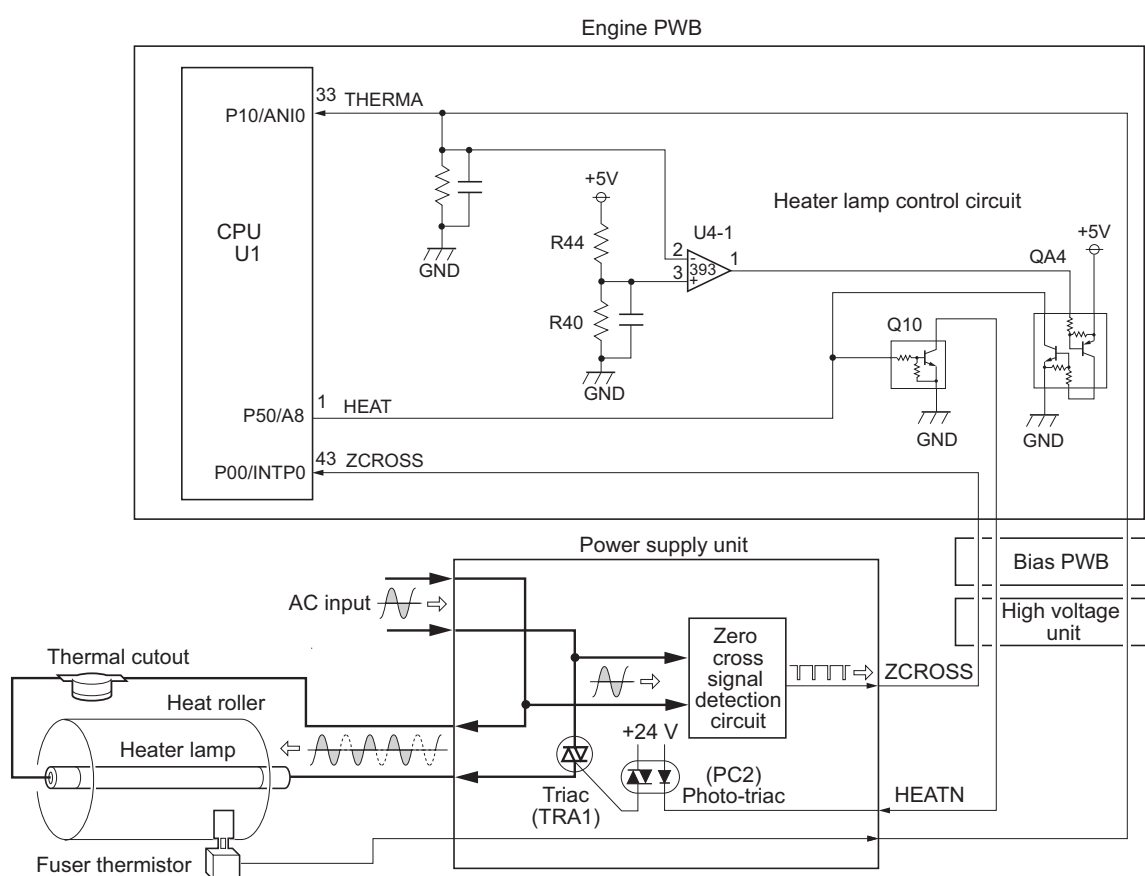 Engine PWB
33 THERMA
P10/ANI0
+5V
Heater lamp control circuit
CPU
U1
R44
U4-1
2
-
393
1
3
+
+5V
QA4
GND
R40
Q10
GND
1 HEAT
P50/A8
GND
GND
43 ZCROSS
P00/INTP0
Power supply unit
Bias PWB
AC input
High voltage
unit
Zero
cross
signal
detection
circuit
ZCROSS
Thermal cutout
Heat roller
Heater lamp
+24 V
(PC2)
Photo-triac
Triac
(TRA1)
HEATN
Fuser thermistor